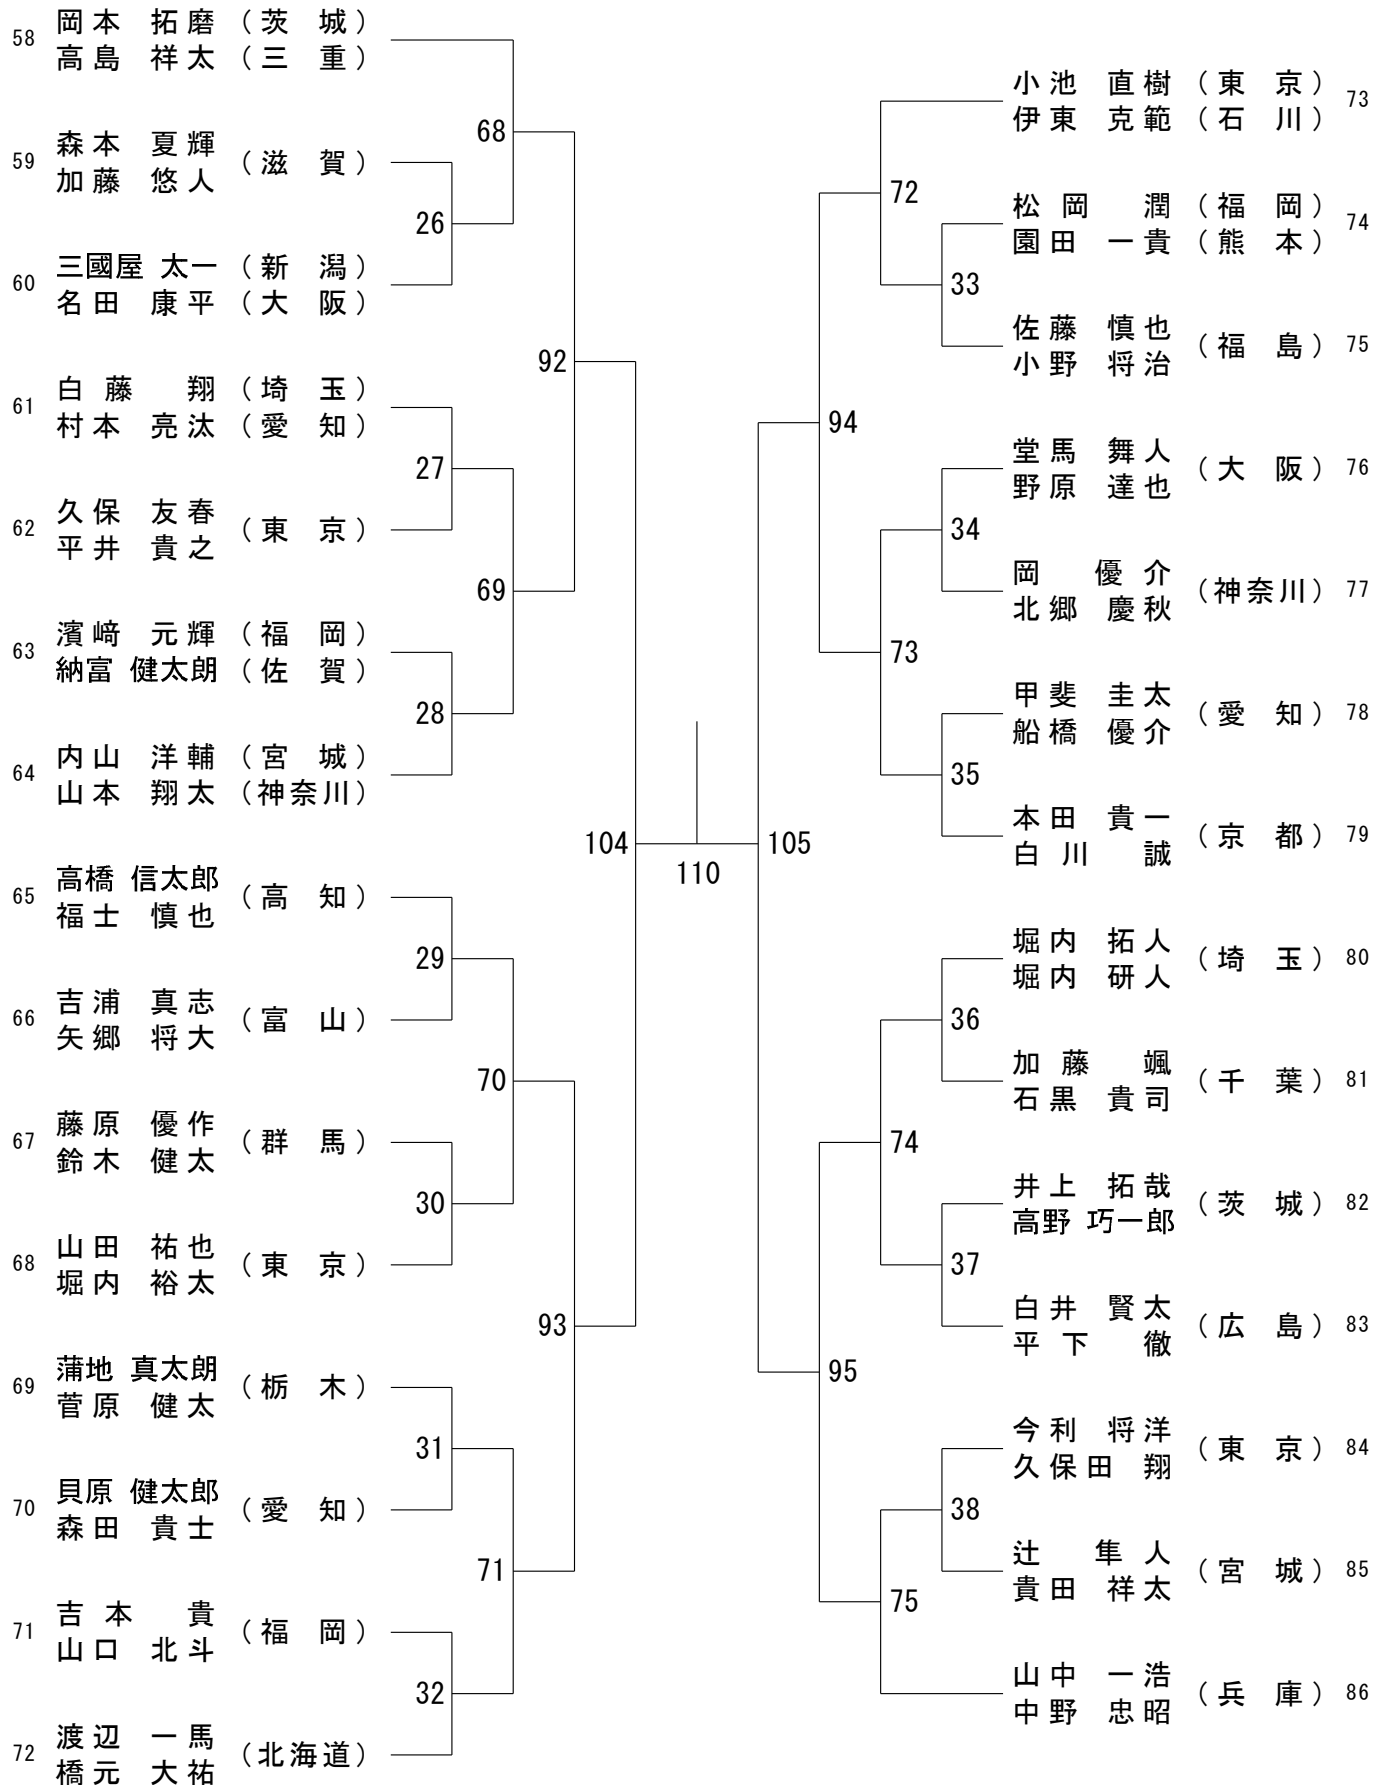 58 岡本 拓磨 (茨 城)
高島 祥太 (三 重)
59 森本 夏輝 (滋 賀)
加藤 悠人
60 三國屋 太一 (新 潟)
名田 康平 (大 阪)
61 白藤 翔 (埼 玉)
村本 亮汰 (愛 知)
62 久保 友春 (東 京)
平井 貴之
63 濱﨑 元輝 (福 岡)
納富 健太朗 (佐 賀)
64 内山 洋輔 (宮 城)
山本 翔太 (神奈川)
65 高橋 信太郎 (高 知)
福士 慎也
66 吉浦 真志 (富 山)
矢郷 将大
67 藤原 優作 (群 馬)
鈴木 健太
68 山田 祐也 (東 京)
堀内 裕太
69 蒲地 真太朗 (栃 木)
菅原 健太
70 貝原 健太郎 (愛 知)
森田 貴士
71 吉本 貴 (福 岡)
山口 北斗
72 渡辺 一馬 (北海道)
橋元 大祐
26
27
28
29
30
31
32
68
69
70
71
92
93
104
110
105
94
95
72
73
74
75
33
34
35
36
37
38
小池 直樹 (東 京) 73
伊東 克範 (石 川)
松岡 潤 (福 岡) 74
園田 一貴 (熊 本)
佐藤 慎也 (福 島) 75
小野 将治
堂馬 舞人 (大 阪) 76
野原 達也
岡 優介 (神奈川) 77
北郷 慶秋
甲斐 圭太 (愛 知) 78
船橋 優介
本田 貴一 (京 都) 79
白川 誠
堀内 拓人 (埼 玉) 80
堀内 研人
加藤 颯 (千 葉) 81
石黒 貴司
井上 拓哉 (茨 城) 82
高野 巧一郎
白井 賢太 (広 島) 83
平下 徹
今利 将洋 (東 京) 84
久保田 翔
辻 隼人 (宮 城) 85
貴田 祥太
山中 一浩 (兵 庫) 86
中野 忠昭